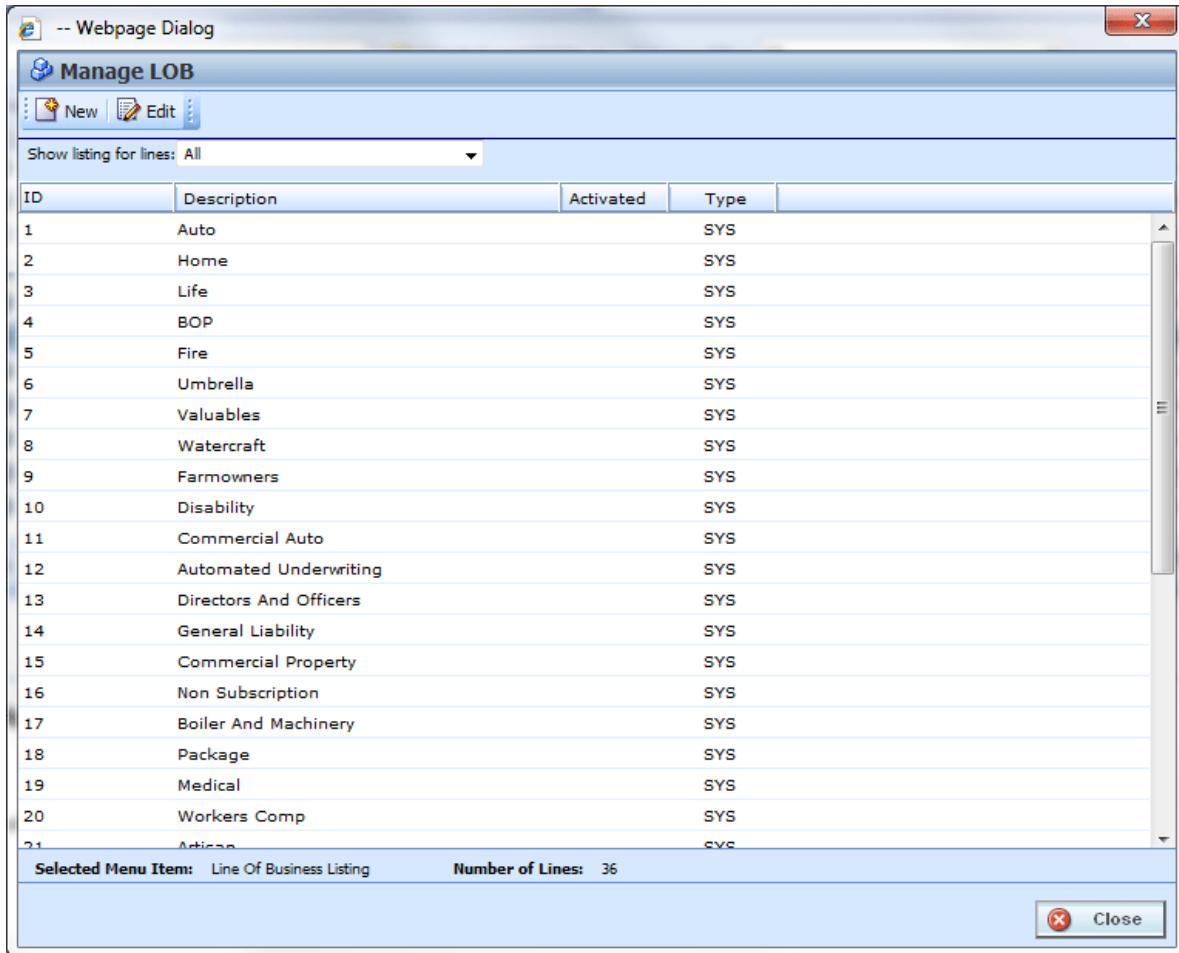 -- Webpage Dialog
Manage LOB
New Edit
Show listing for lines: All
ID Description Activated Type
1 Auto SYS
2 Home SYS
3 Life SYS
4 BOP SYS
5 Fire SYS
6 Umbrella SYS
7 Valuables SYS
8 Watercraft SYS
9 Farmowners SYS
10 Disability SYS
11 Commercial Auto SYS
12 Automated Underwriting SYS
13 Directors And Officers SYS
14 General Liability SYS
15 Commercial Property SYS
16 Non Subscription SYS
17 Boiler And Machinery SYS
18 Package SYS
19 Medical SYS
20 Workers Comp SYS
21 Artisan SYS
Selected Menu Item: Line Of Business Listing Number of Lines: 36
Close